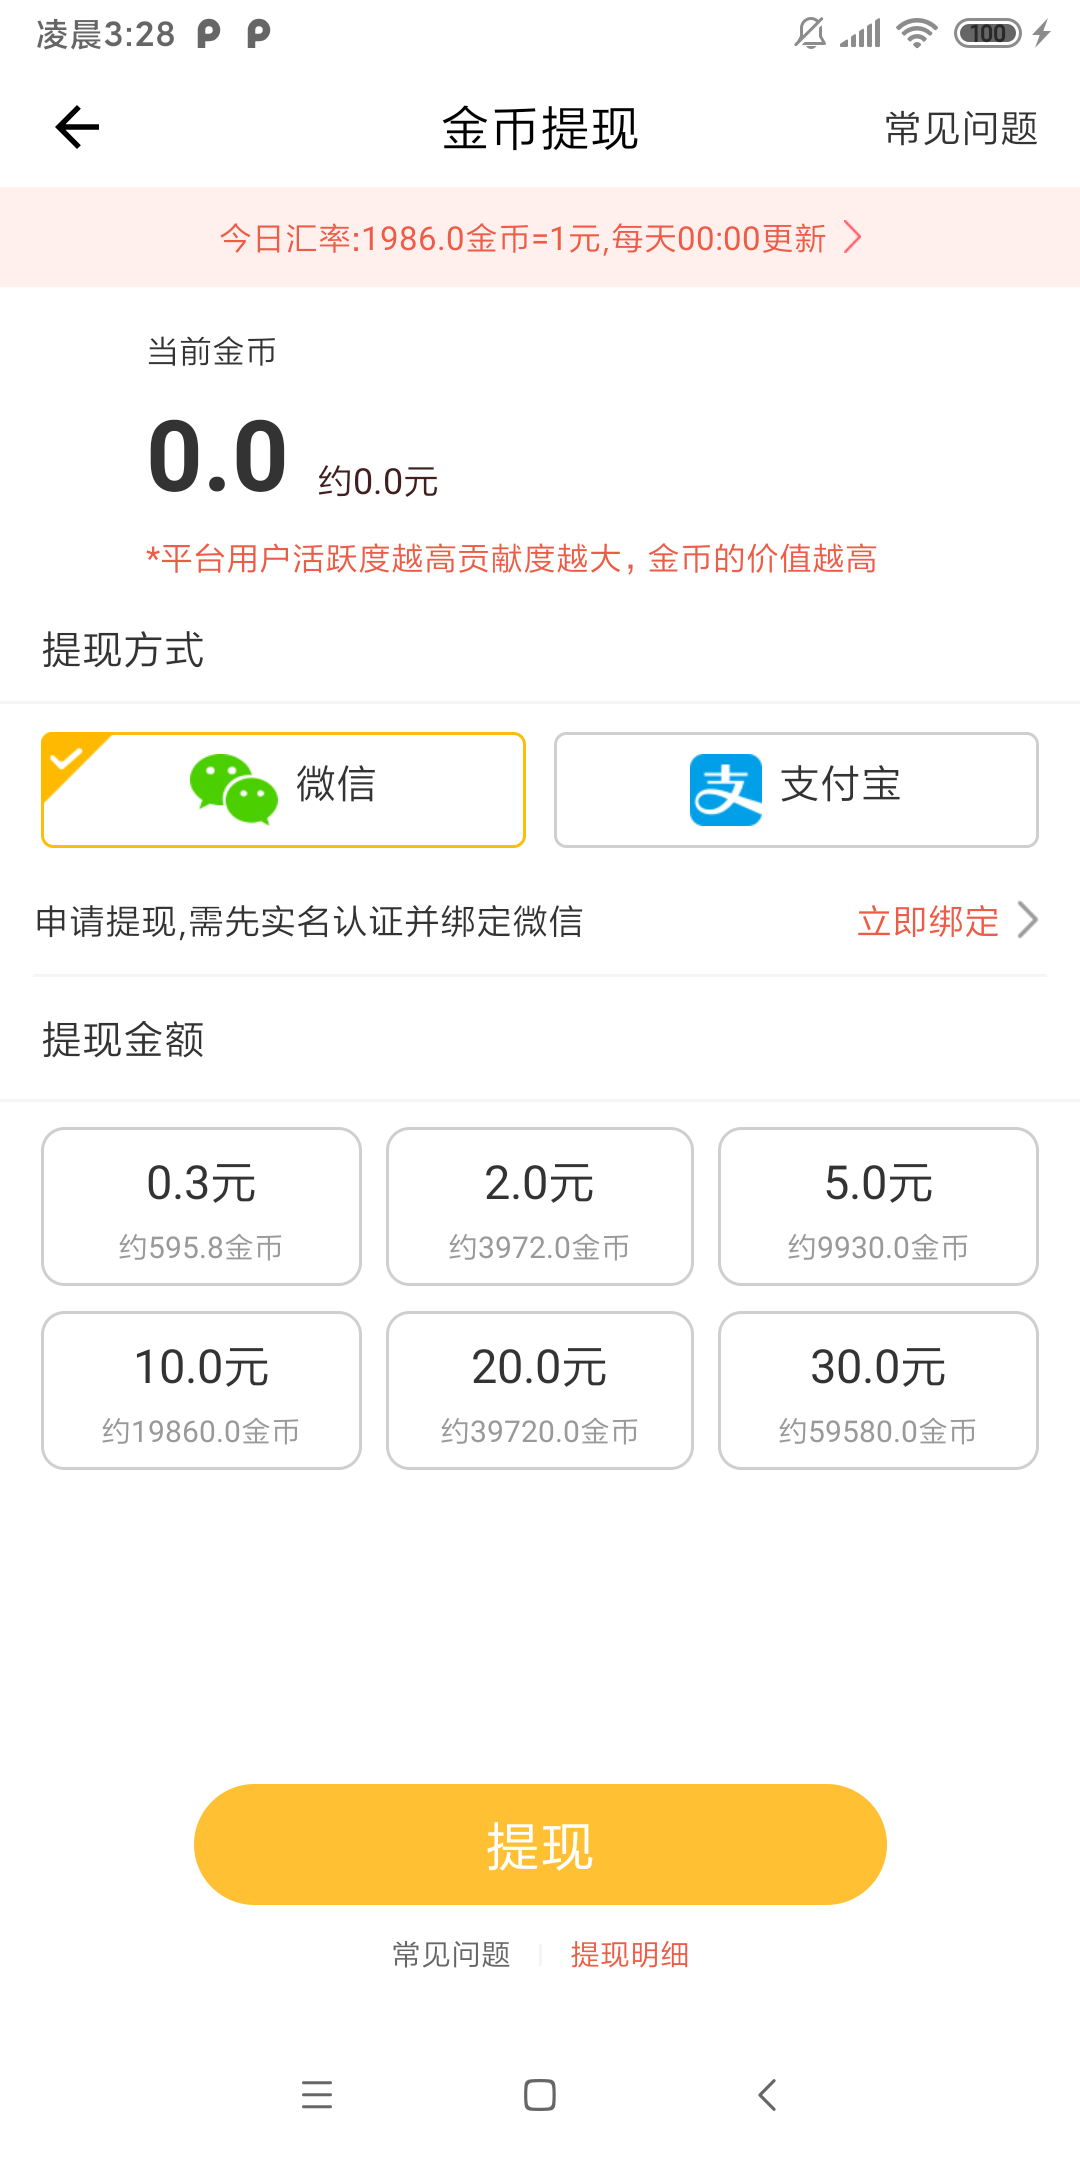 凌晨3:28 P P 100
金币提现 常见问题
今日汇率:1986.0金币=1元,每天00:00更新
当前金币
0.0 约0.0元
*平台用户活跃度越高贡献度越大，金币的价值越高
提现方式
微信 支付宝
申请提现,需先实名认证并绑定微信 立即绑定
提现金额
0.3元 2.0元 5.0元
约595.8金币 约3972.0金币 约9930.0金币
10.0元 20.0元 30.0元
约19860.0金币 约39720.0金币 约59580.0金币
提现
常见问题 提现明细